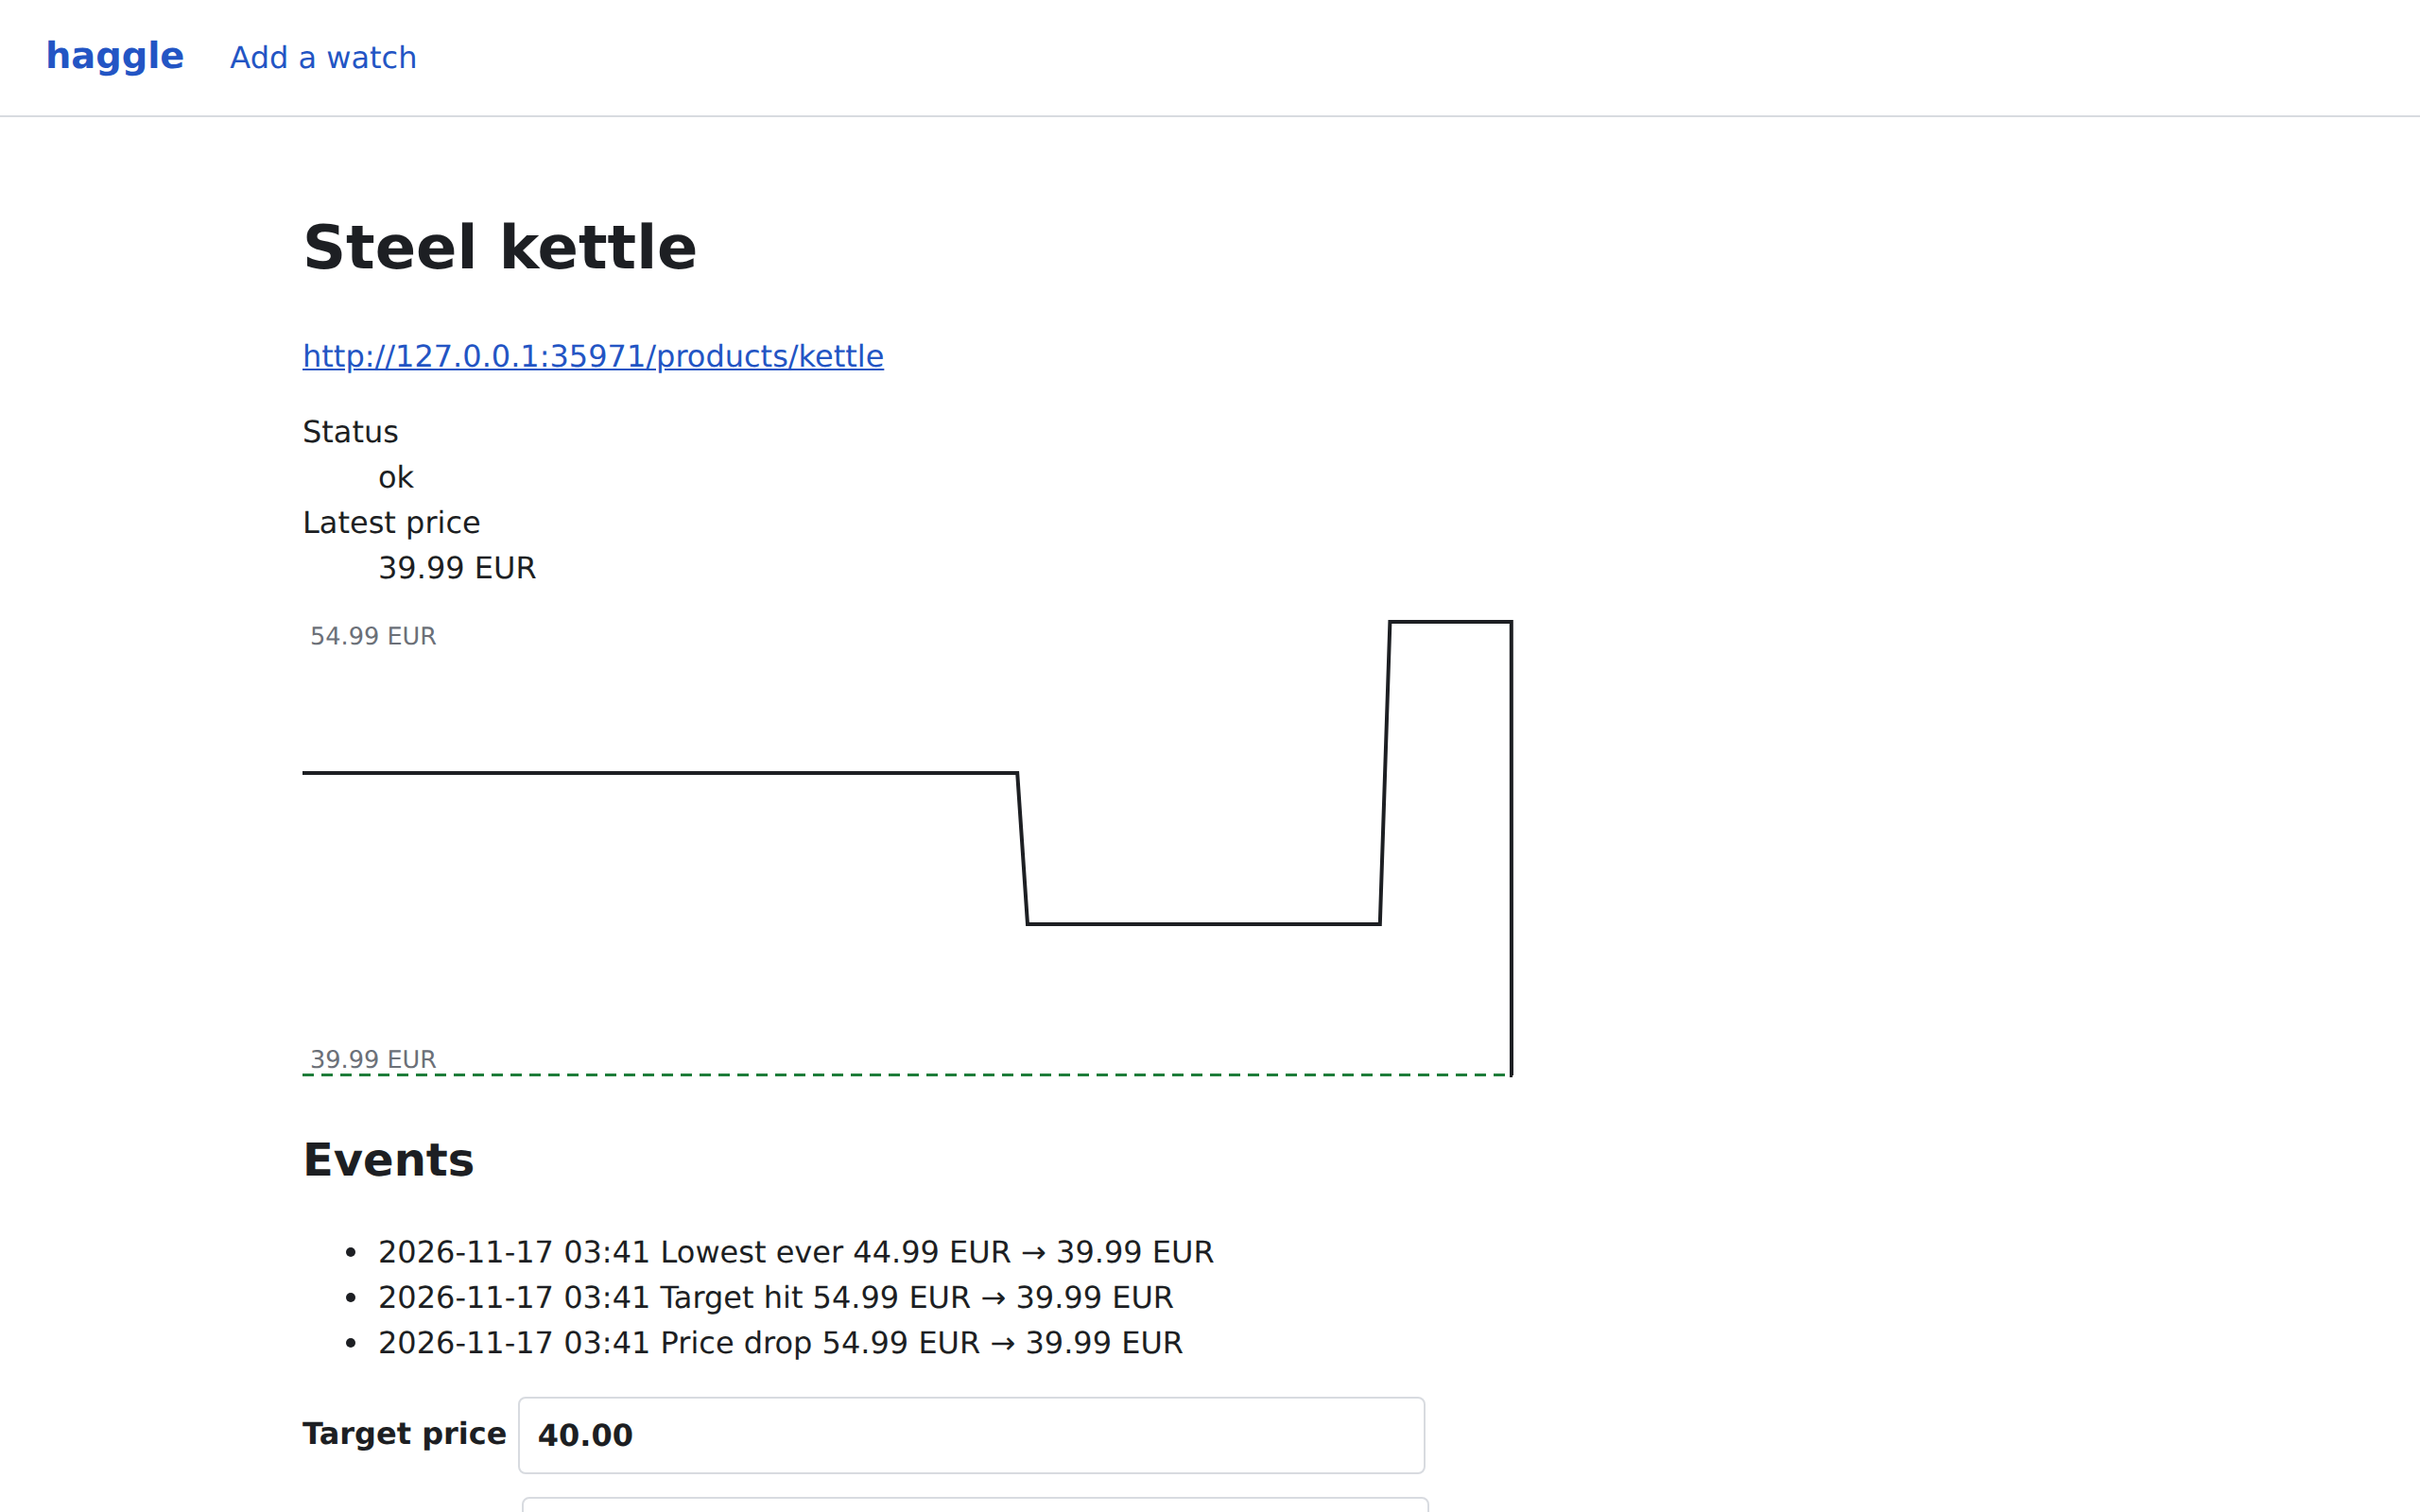 haggle Add a watch
Steel kettle
http://127.0.0.1:35971/products/kettle
Status
ok
Latest price
39.99 EUR
54.99 EUR
39.99 EUR
Events
2026-11-17 03:41 Lowest ever 44.99 EUR → 39.99 EUR
2026-11-17 03:41 Target hit 54.99 EUR → 39.99 EUR
2026-11-17 03:41 Price drop 54.99 EUR → 39.99 EUR
Target price 40.00